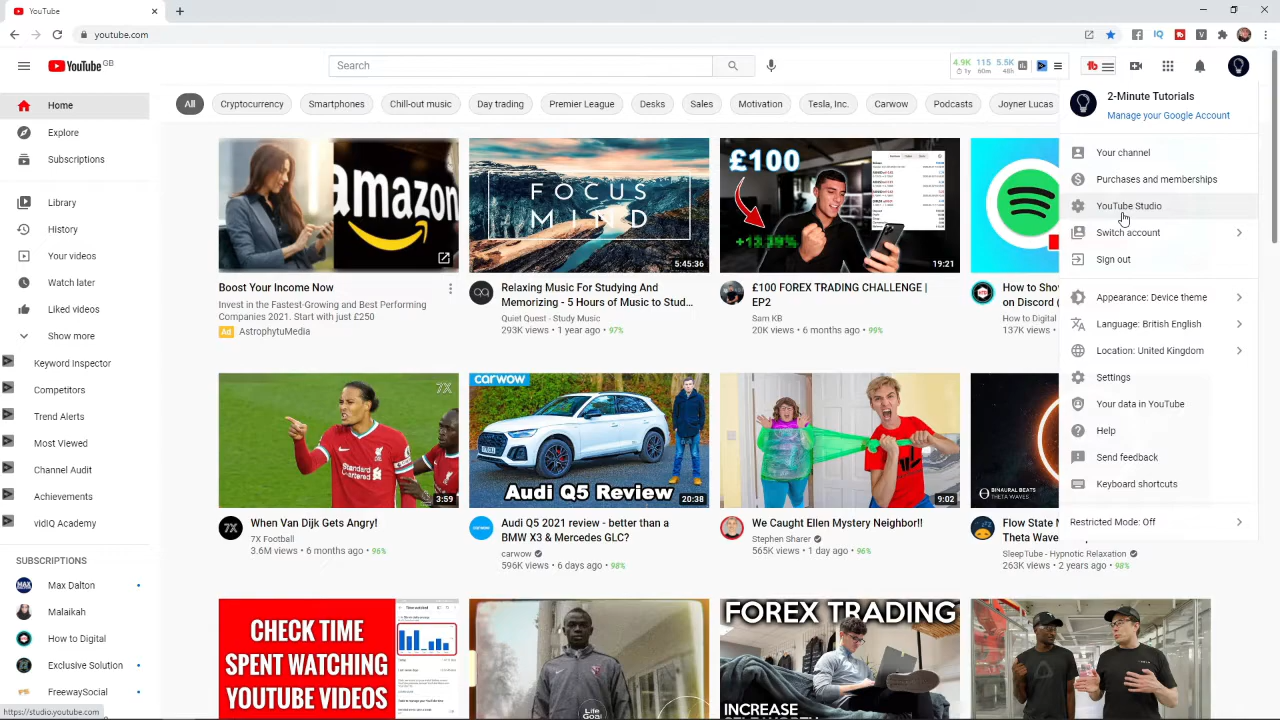 YouTube
youtube.com
YouTube GB
Search
4.9K 115 5.5K
1y 60m 48h
All
Cryptocurrency
Smartphones
Chill-out music
Day trading
Premier League
Desks
Sales
Motivation
Tesla, Inc.
Carwow
Podcasts
Joyner Lucas
Home
Explore
Subscriptions
Library
History
Your videos
Watch later
Liked videos
Show more
Keyword Inspector
Competitors
Trend Alerts
Most Viewed
Channel Audit
Achievements
vidIQ Academy
SUBSCRIPTIONS
Max Dalton
Malaikah
How to Digital
Exclusive Solution
FreewaySocial
https://studio.youtube.com
amazon
Boost Your Income Now
Invest in the Fastest-Growing and Best Performing
Companies 2021. Start with just £250
Ad AstrophytuMedia
FOCUS
MIND
5:45:36
Relaxing Music For Studying And
Memorizing - 5 Hours of Music to Stud...
Quiet Quest - Study Music
293K views • 1 year ago • 97%
£100
19:21
£100 FOREX TRADING CHALLENGE |
EP2
Sam KB
20K views • 6 months ago • 99%
How to Sho
on Discord (
How to Digital
137K views
7X
Standard
Chartered
3:59
When Van Dijk Gets Angry!
7X Football
3.6M views • 6 months ago • 96%
carwow
Audi Q5 Review
20:38
Audi Q5 2021 review - better than a
BMW X3 & Mercedes GLC?
carwow
596K views • 6 days ago • 98%
9:02
We Caught Ellen Mystery Neighbor!!
Stephen Sharer
565K views • 1 day ago • 96%
BINAURAL BEATS
THETA WAVES
Flow State M
Theta Waves
SleepTube - Hypnotic Relaxation
263K views • 2 years ago • 98%
CHECK TIME
SPENT WATCHING
YOUTUBE VIDEOS
Time watched
FOREX TRADING
INCREASE
2-Minute Tutorials
Manage your Google Account
Your channel
Purchases and memberships
YouTube Studio
Switch account
Sign out
Appearance: Device theme
Language: British English
Location: United Kingdom
Settings
Your data in YouTube
Help
Send feedback
Keyboard shortcuts
Restricted Mode: Off